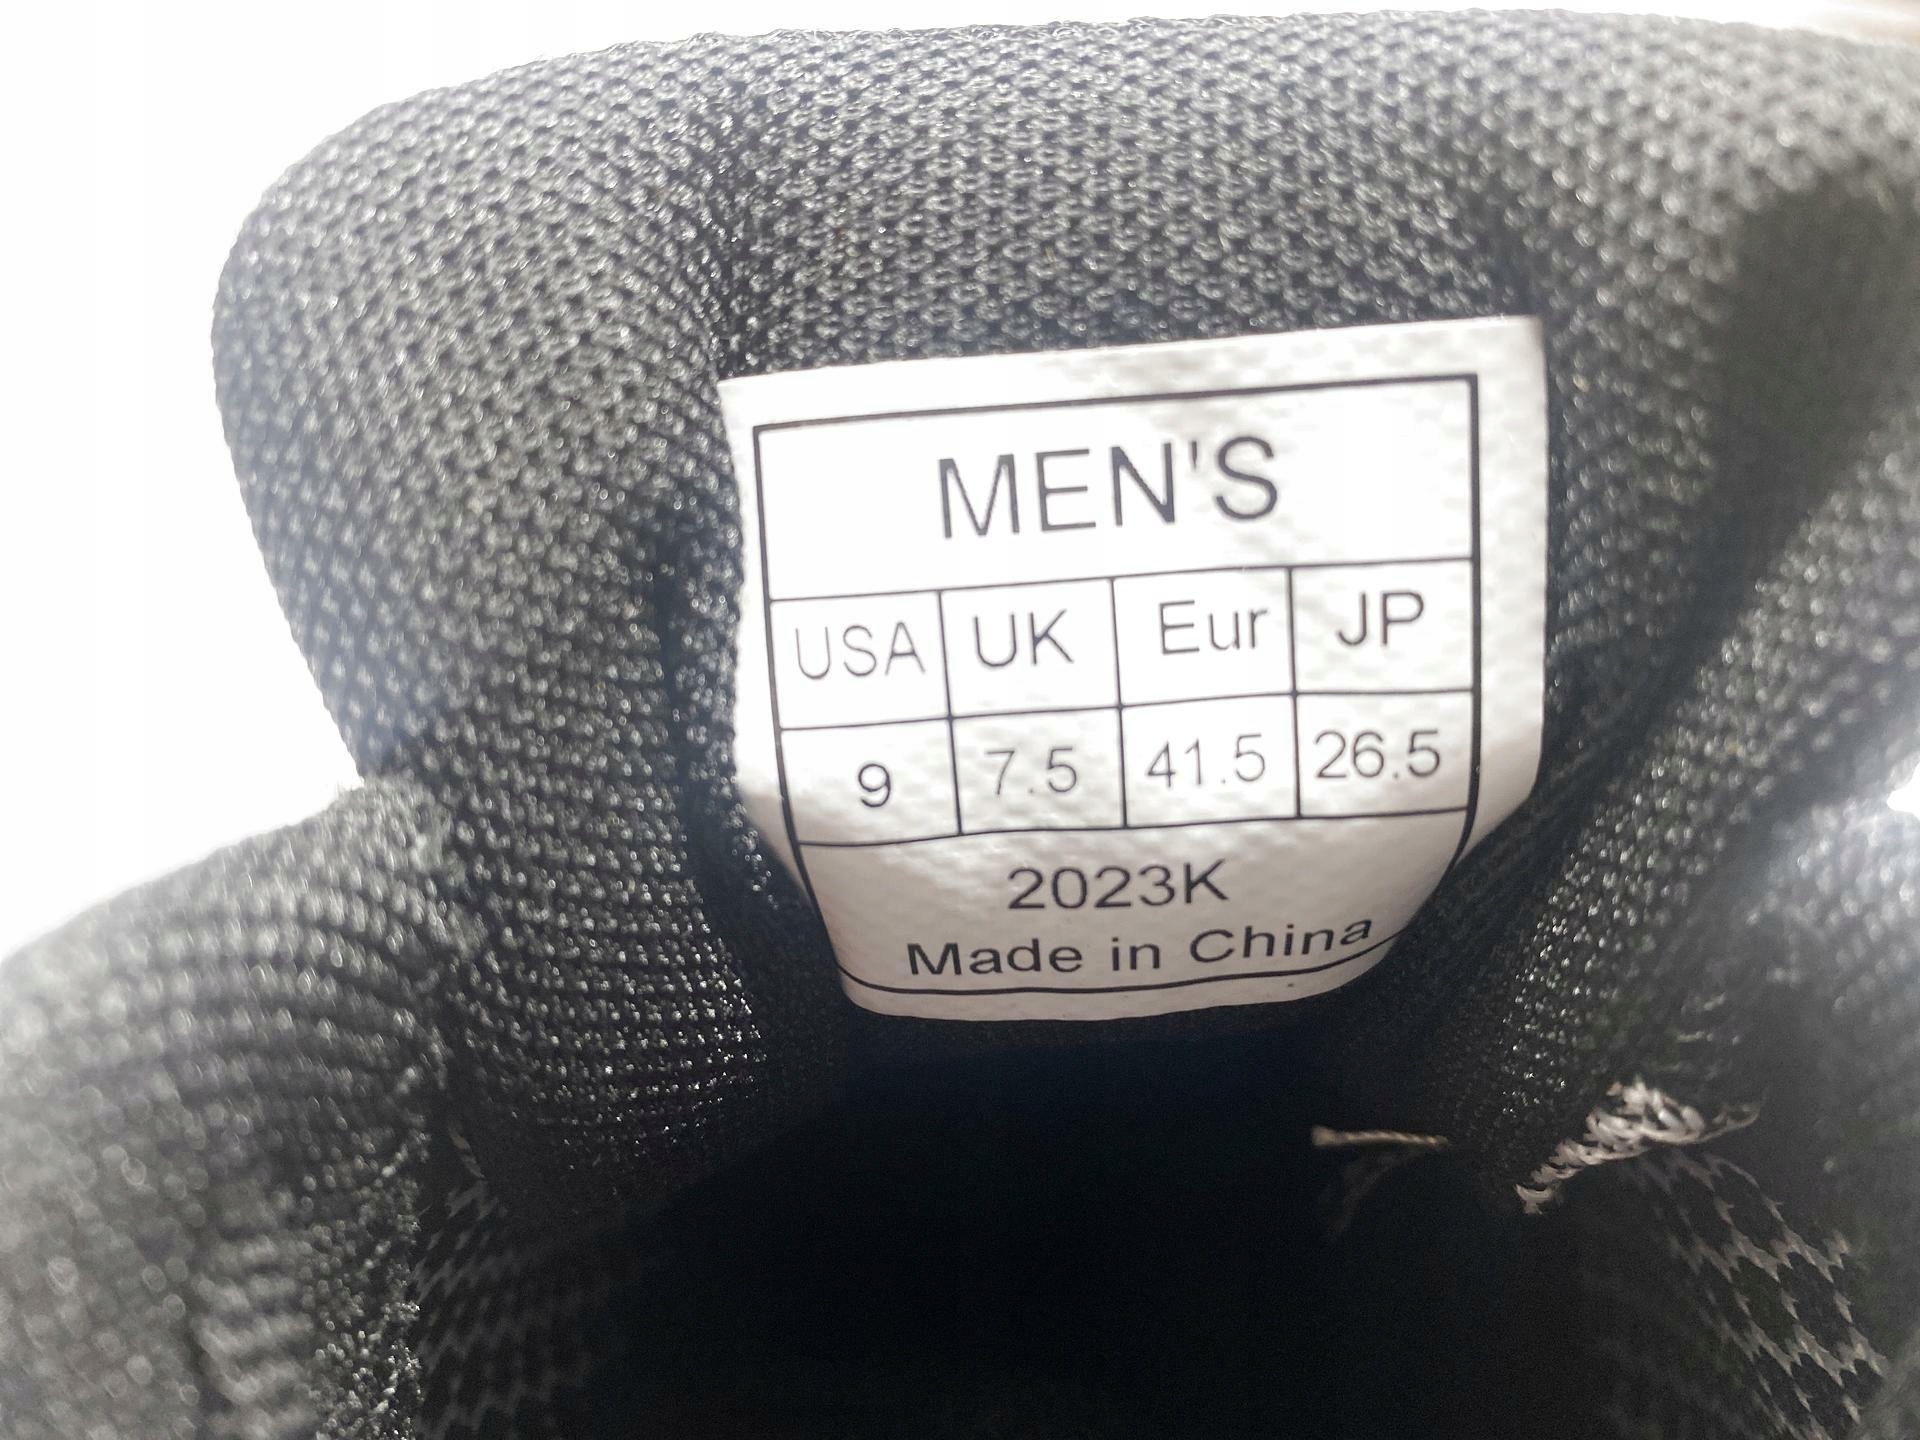 MEN'S
USA UK Eur JP
9 7.5 41.5 26.5
2023K
Made in China